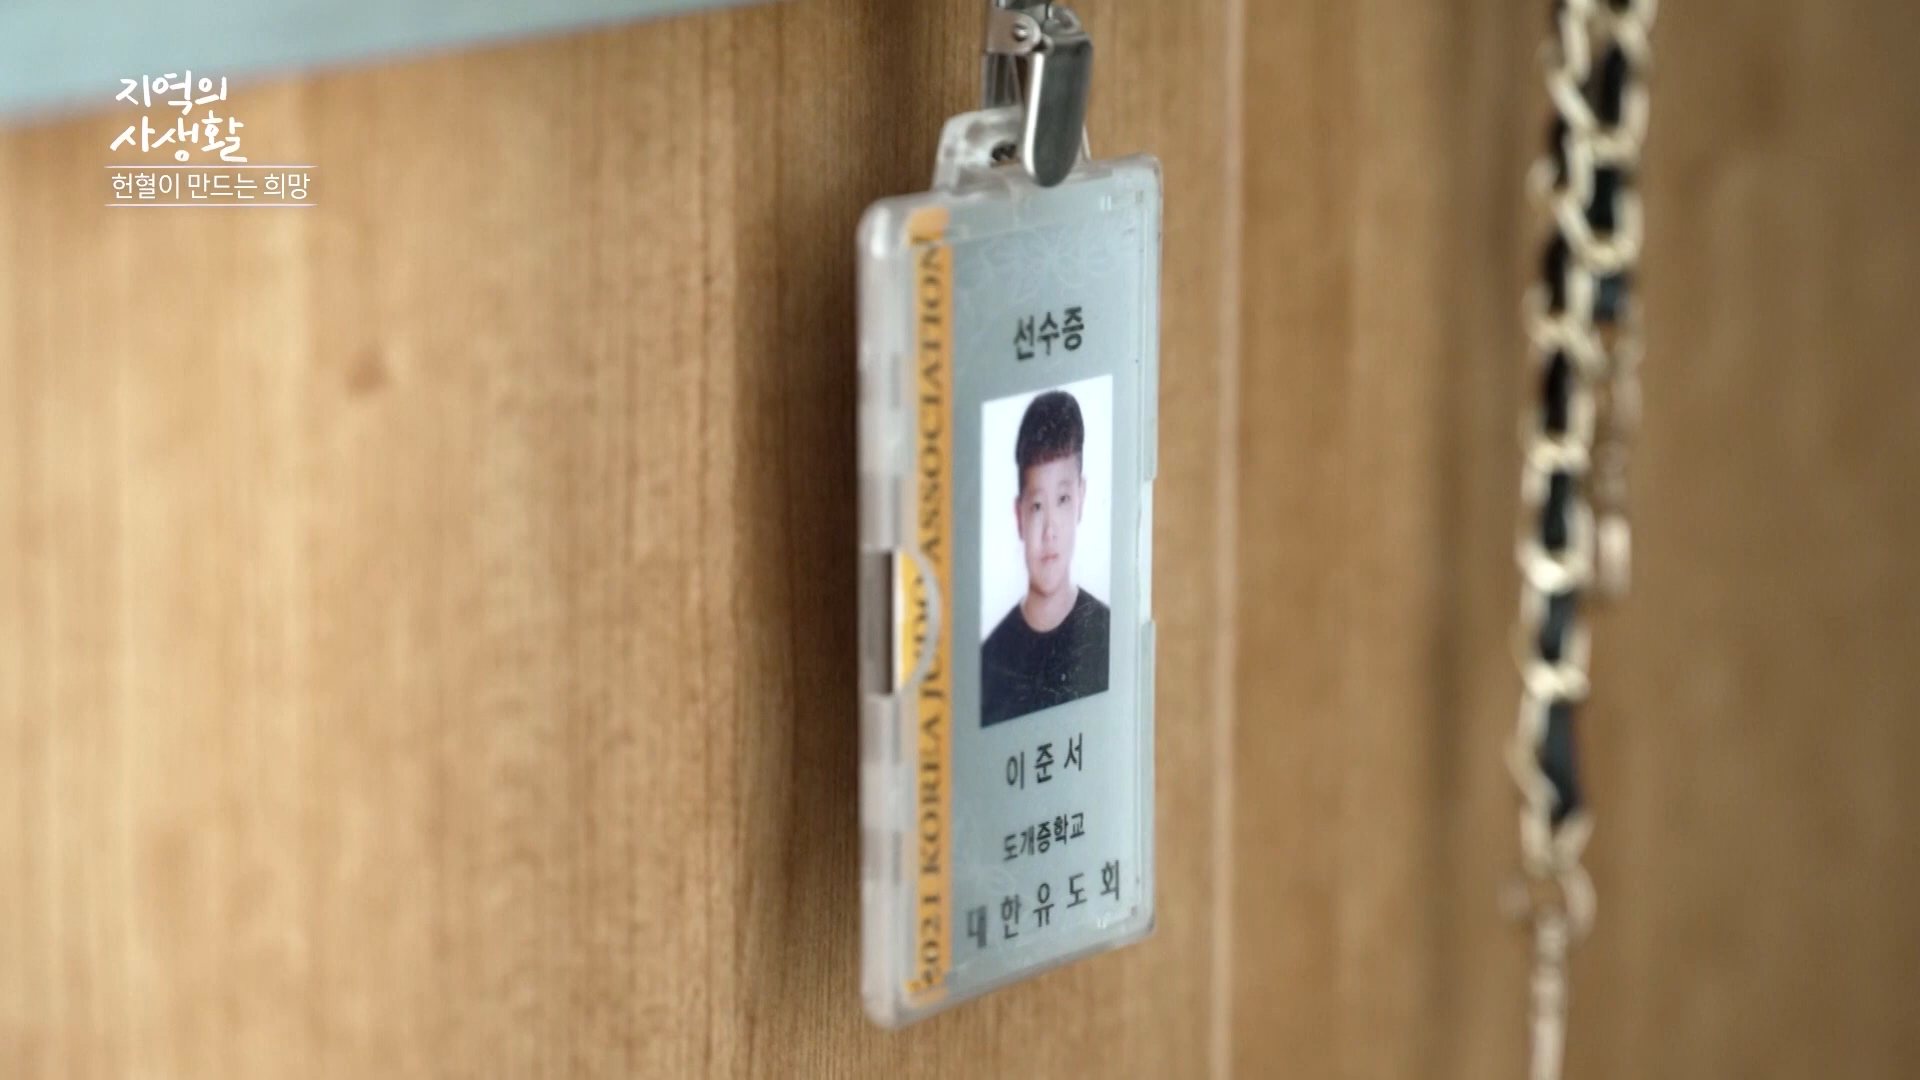 지역의
사생활
헌혈이 만드는 희망
2021 KOREA JUDO ASSOCIATION
선수증
이 준 서
도개중학교
대 한 유 도 회